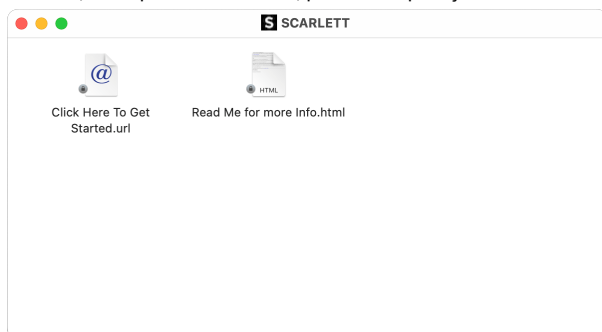 S SCARLETT
@
HTML
Click Here To Get
Started.url
Read Me for more Info.html